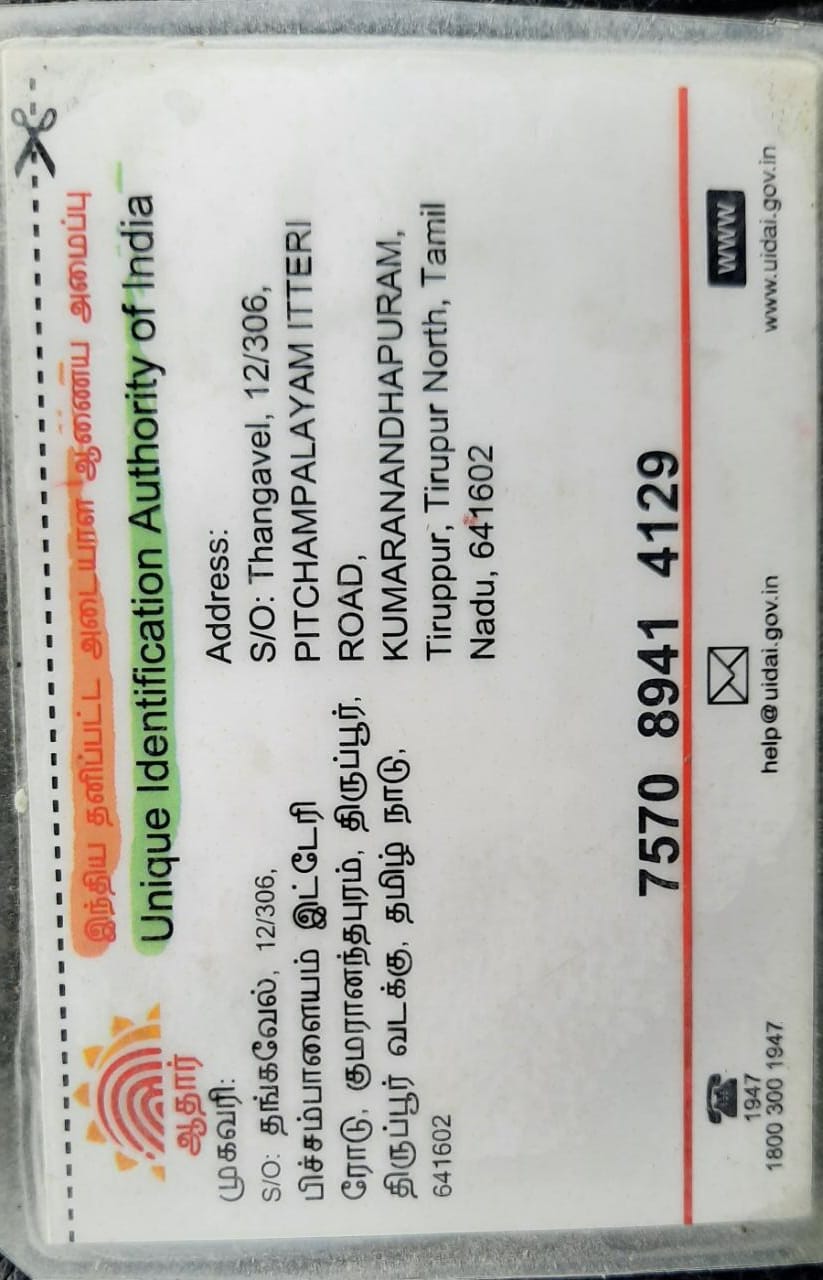 இந்திய தனிப்பட்ட அடையாள ஆணைய அமைப்பு
Unique Identification Authority of India
ஆதார்
முகவரி:
S/O: தங்கவேல், 12/306,
பிச்சம்பாளையம் இட்டேரி
ரோடு, குமரானந்தபுரம், திருப்பூர்,
திருப்பூர் வடக்கு, தமிழ் நாடு,
641602
Address:
S/O: Thangavel, 12/306,
PITCHAMPALAYAM ITTERI
ROAD,
KUMARANANDHAPURAM,
Tiruppur, Tirupur North, Tamil
Nadu, 641602
7570 8941 4129
1947
1800 300 1947
help@uidai.gov.in
WWW
www.uidai.gov.in